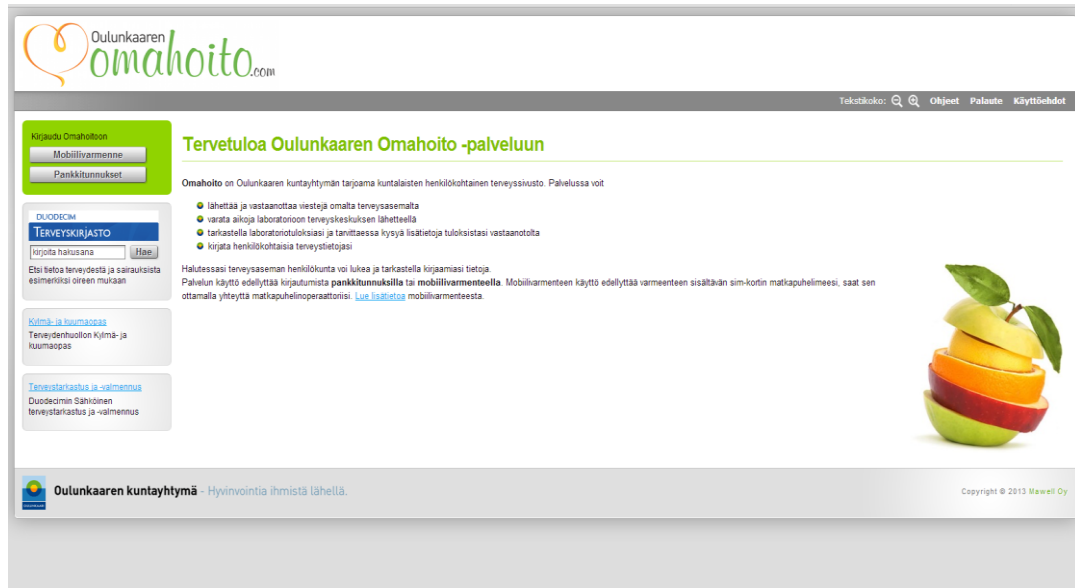 Oulunkaaren
omahoito.com
Tekstikoko: Ohjeet Palaute Käyttöehdot
Kirjaudu Omahoitoon
Mobiilivarmenne
Pankkitunnukset
DUODECIM
TERVEYSKIRJASTO
kirjoita hakusana Hae
Etsi tietoa terveydestä ja sairauksista
esimerkiksi oireen mukaan
Kylmä- ja kuumaopas
Terveydenhuollon Kylmä- ja
kuumaopas
Terveystarkastus ja -valmennus
Duodecimin Sähköinen
terveystarkastus ja -valmennus
Tervetuloa Oulunkaaren Omahoito -palveluun
Omahoito on Oulunkaaren kuntayhtymän tarjoama kuntalaisten henkilökohtainen terveyssivusto. Palvelussa voit
lähettää ja vastaanottaa viestejä omalta terveysasemalta
varata aikoja laboratorioon terveyskeskuksen lähetteellä
tarkastella laboratoriotuloksiasi ja tarvittaessa kysyä lisätietoja tuloksistasi vastaanotolta
kirjata henkilökohtaisia terveystietojasi
Halutessasi terveysaseman henkilökunta voi lukea ja tarkastella kirjaamiasi tietoja.
Palvelun käyttö edellyttää kirjautumista pankkitunnuksilla tai mobiilivarmenteella. Mobiilivarmenteen käyttö edellyttää varmenteen sisältävän sim-kortin matkapuhelimeesi, saat sen
ottamalla yhteyttä matkapuhelinoperaattoriisi. Lue lisätietoa mobiilivarmenteesta.
Oulunkaaren kuntayhtymä - Hyvinvointia ihmistä lähellä.
Copyright © 2013 Mawell Oy